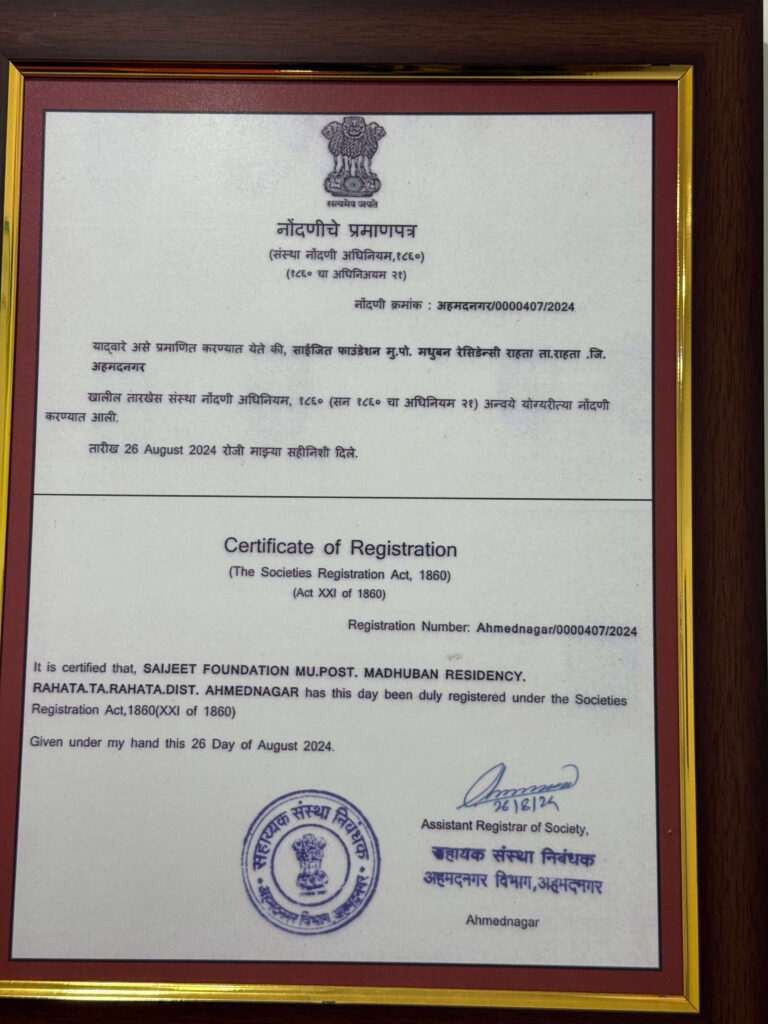 सत्यमेव जयते
नोंदणीचे प्रमाणपत्र
(संस्था नोंदणी अधिनियम,१८६०)
(१८६० चा अधिनिअयम २१)
नोंदणी क्रमांक : अहमदनगर/0000407/2024
याद्वारे असे प्रमाणित करण्यात येते की, साईजित फाउंडेशन मु.पो. मधुबन रेसिडेन्सी राहता ता.राहता .जि.
अहमदनगर
खालील तारखेस संस्था नोंदणी अधिनियम, १८६० (सन १८६० चा अधिनियम २१) अन्वये योग्यरीत्या नोंदणी
करण्यात आली.
तारीख 26 August 2024 रोजी माझ्या सहीनिशी दिले.
Certificate of Registration
(The Societies Registration Act, 1860)
(Act XXI of 1860)
Registration Number: Ahmednagar/0000407/2024
It is certified that, SAIJEET FOUNDATION MU.POST. MADHUBAN RESIDENCY.
RAHATA.TA.RAHATA.DIST. AHMEDNAGAR has this day been duly registered under the Societies
Registration Act,1860(XXI of 1860)
Given under my hand this 26 Day of August 2024.
26/8/24
Assistant Registrar of Society,
सहायक संस्था निबंधक
अहमदनगर विभाग,अहमदनगर
Ahmednagar
सहाय्यक संस्था निबंधक
अहमदनगर विभाग, अहमदनगर